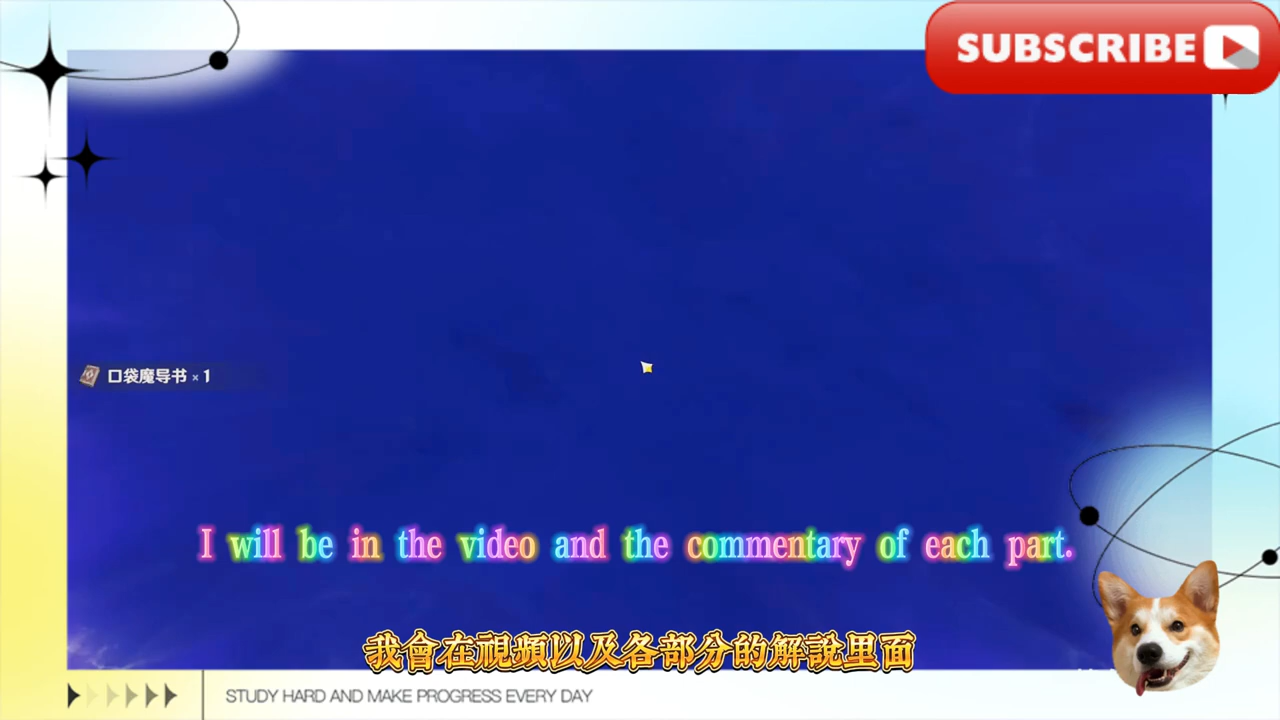 SUBSCRIBE
口袋魔导书 × 1
I will be in the video and the commentary of each part.
我會在視頻以及各部分的解說里面
STUDY HARD AND MAKE PROGRESS EVERY DAY